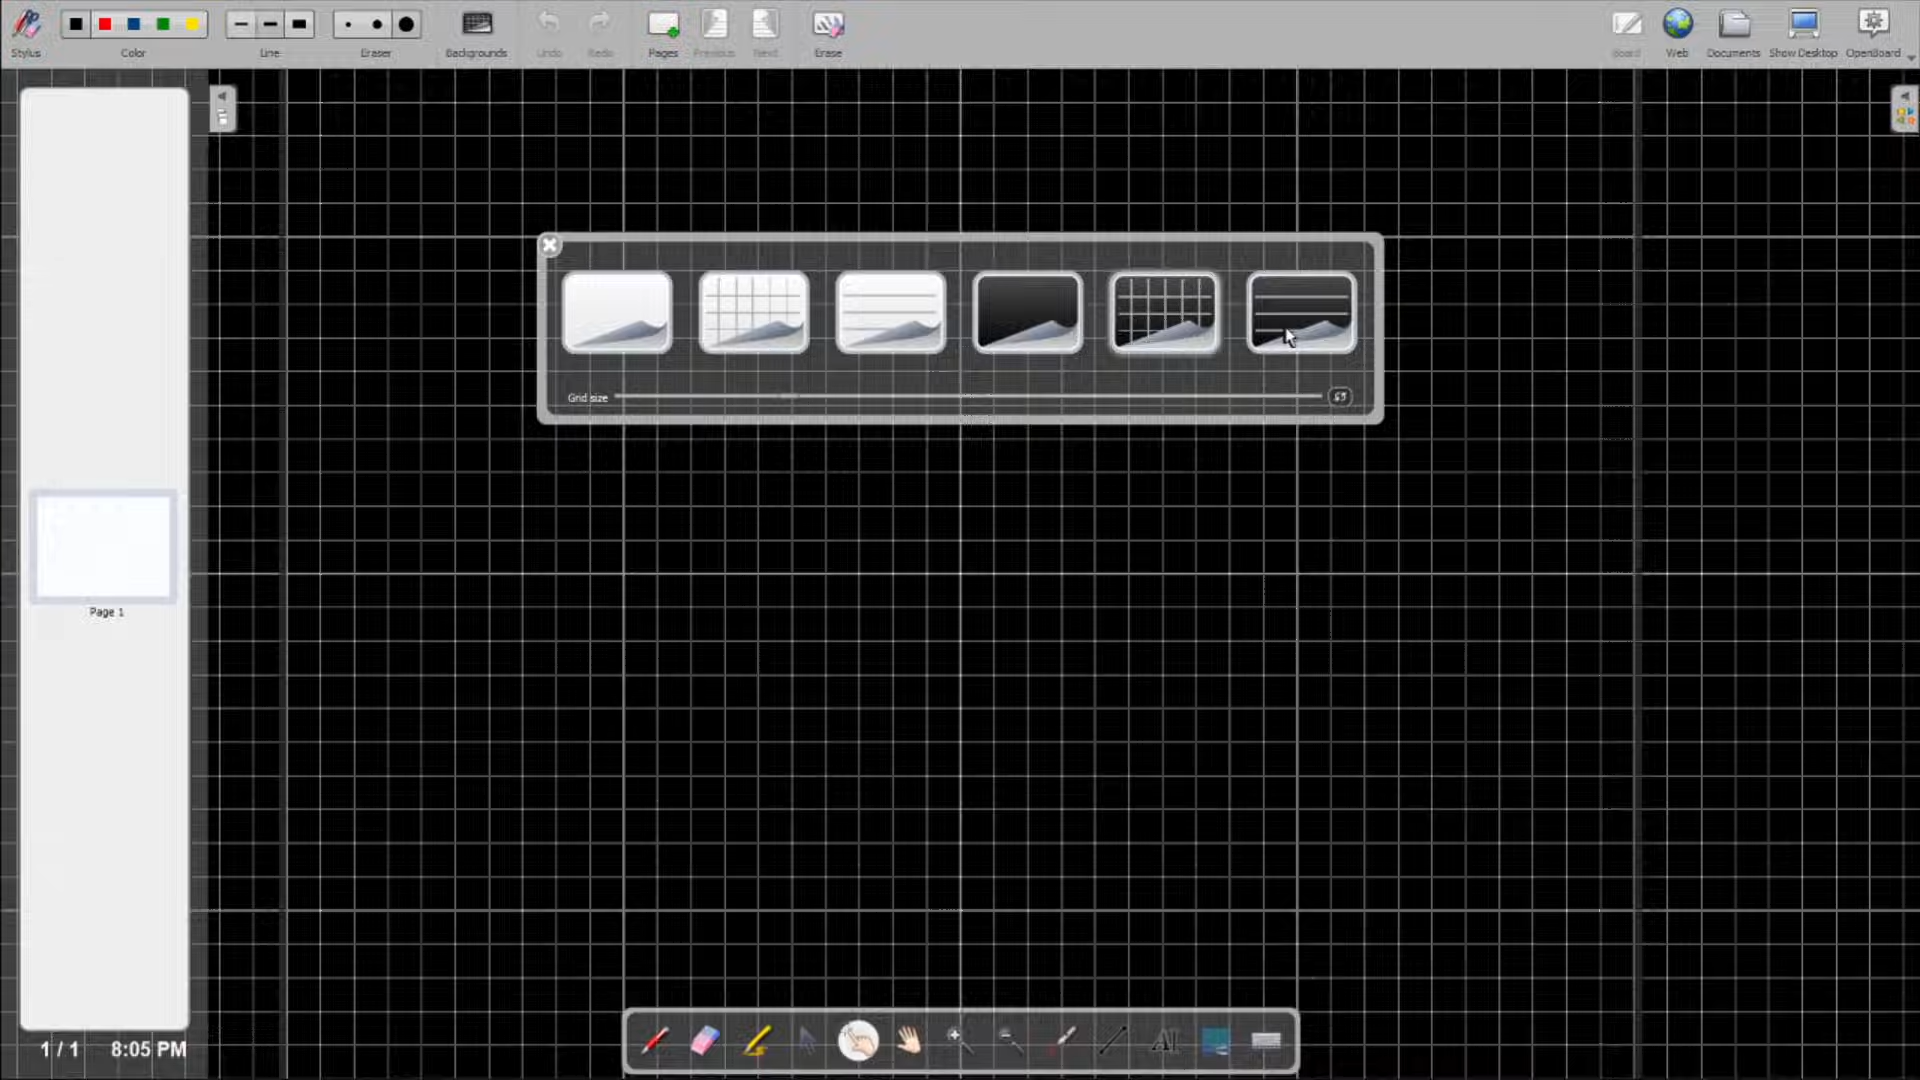 Stylus
Color
Line
Eraser
Backgrounds
Undo
Redo
Pages
Previous
Next
Erase
Board
Web
Documents
Show Desktop
OpenBoard
Grid size
Page 1
1 / 1
8:05 PM